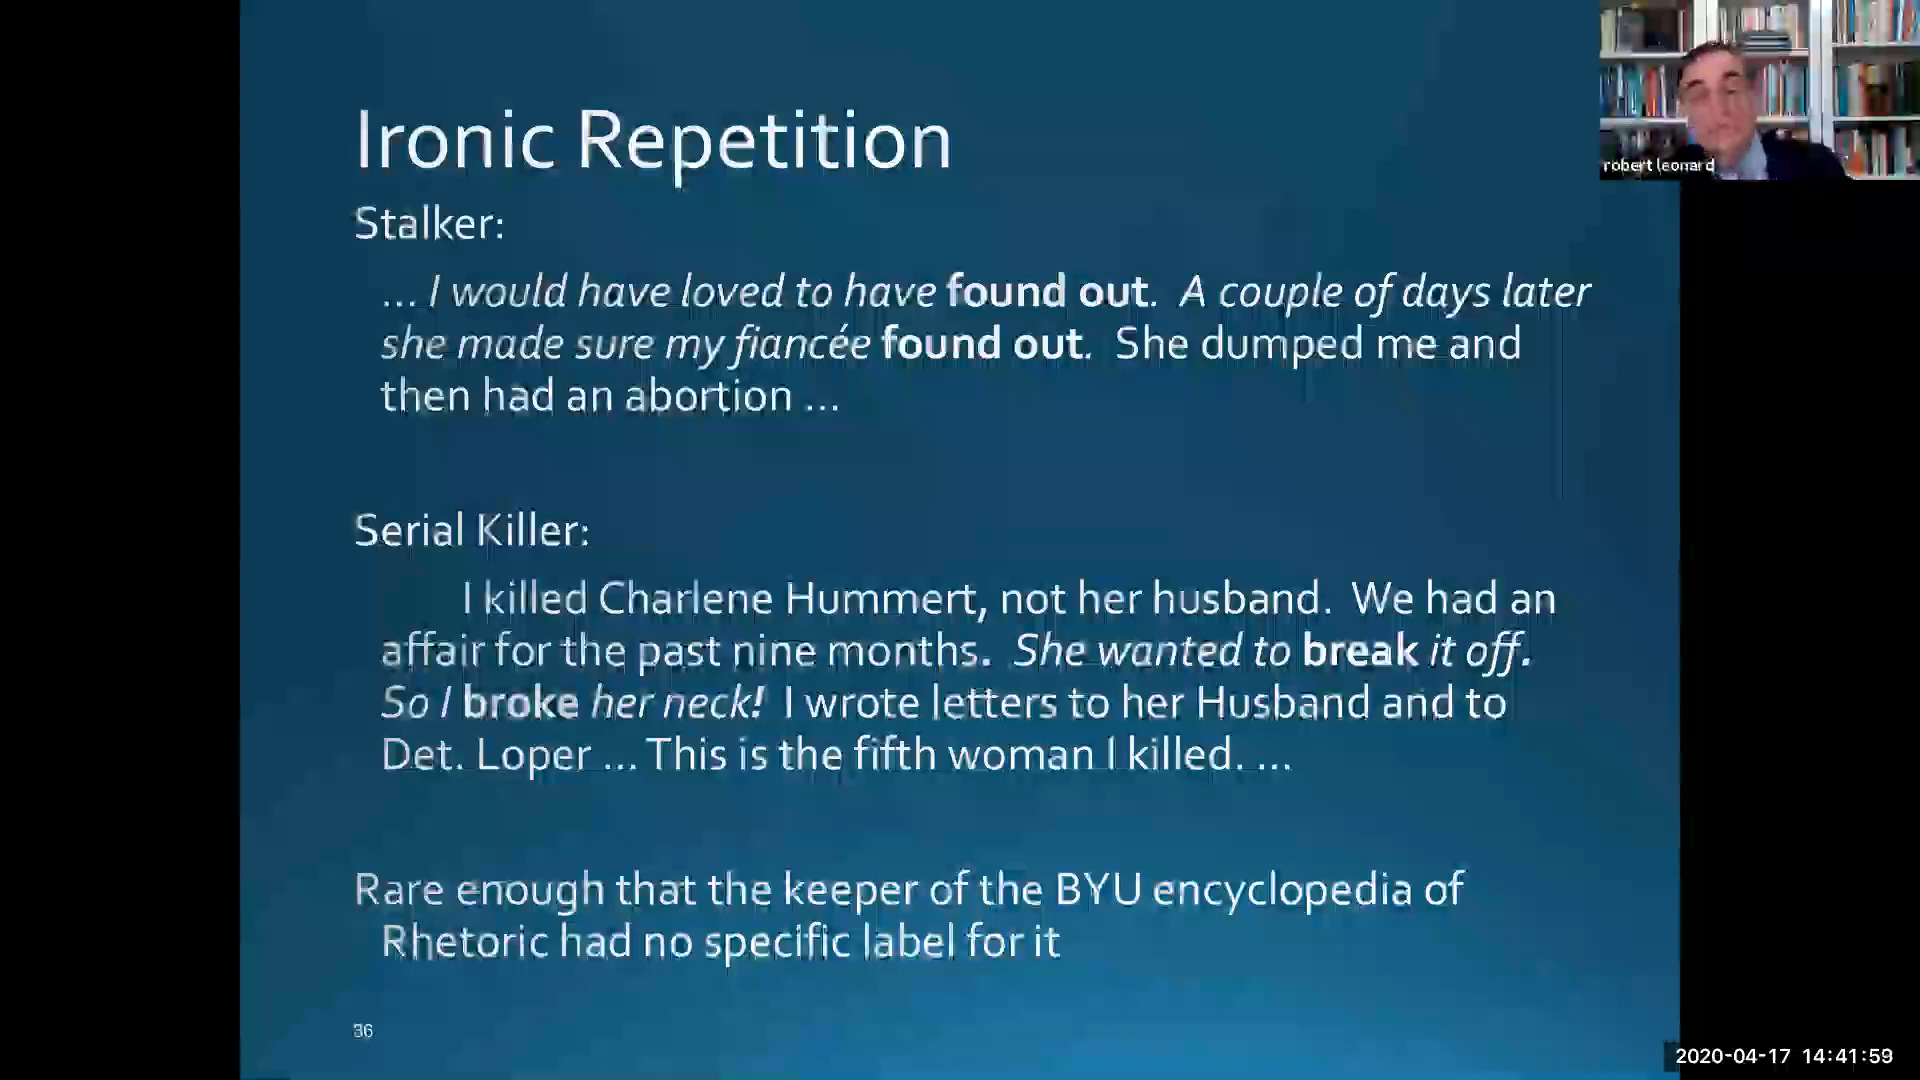 Ironic Repetition
robert leonard
Stalker:
... I would have loved to have found out. A couple of days later
she made sure my fiancée found out. She dumped me and
then had an abortion ...
Serial Killer:
I killed Charlene Hummert, not her husband. We had an
affair for the past nine months. She wanted to break it off.
So I broke her neck! I wrote letters to her Husband and to
Det. Loper ... This is the fifth woman I killed. ...
Rare enough that the keeper of the BYU encyclopedia of
Rhetoric had no specific label for it
36
2020-04-17 14:41:59